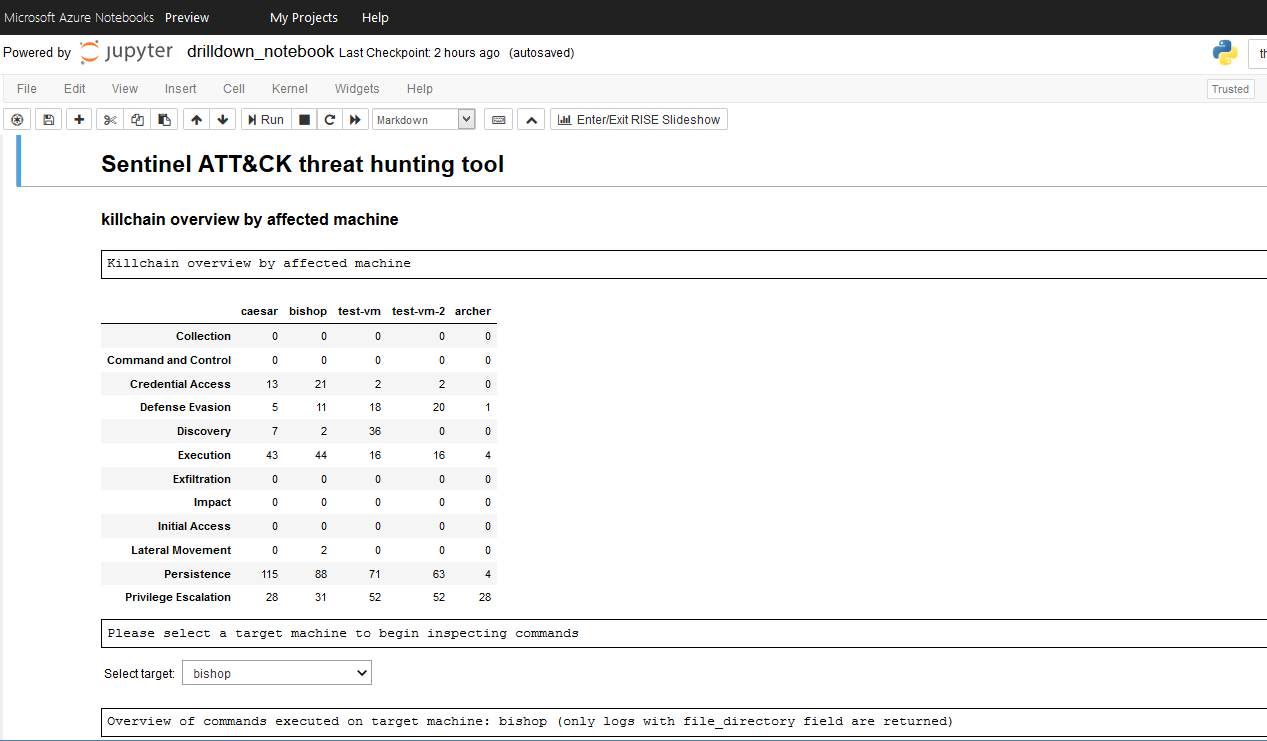 Microsoft Azure Notebooks Preview My Projects Help
Powered by jupyter drilldown_notebook Last Checkpoint: 2 hours ago (autosaved)
File Edit View Insert Cell Kernel Widgets Help Trusted
Run Markdown Enter/Exit RISE Slideshow
Sentinel ATT&CK threat hunting tool
killchain overview by affected machine
Killchain overview by affected machine
caesar bishop test-vm test-vm-2 archer
Collection 0 0 0 0 0
Command and Control 0 0 0 0 0
Credential Access 13 21 2 2 0
Defense Evasion 5 11 18 20 1
Discovery 7 2 36 0 0
Execution 43 44 16 16 4
Exfiltration 0 0 0 0 0
Impact 0 0 0 0 0
Initial Access 0 0 0 0 0
Lateral Movement 0 2 0 0 0
Persistence 115 88 71 63 4
Privilege Escalation 28 31 52 52 28
Please select a target machine to begin inspecting commands
Select target: bishop
Overview of commands executed on target machine: bishop (only logs with file_directory field are returned)